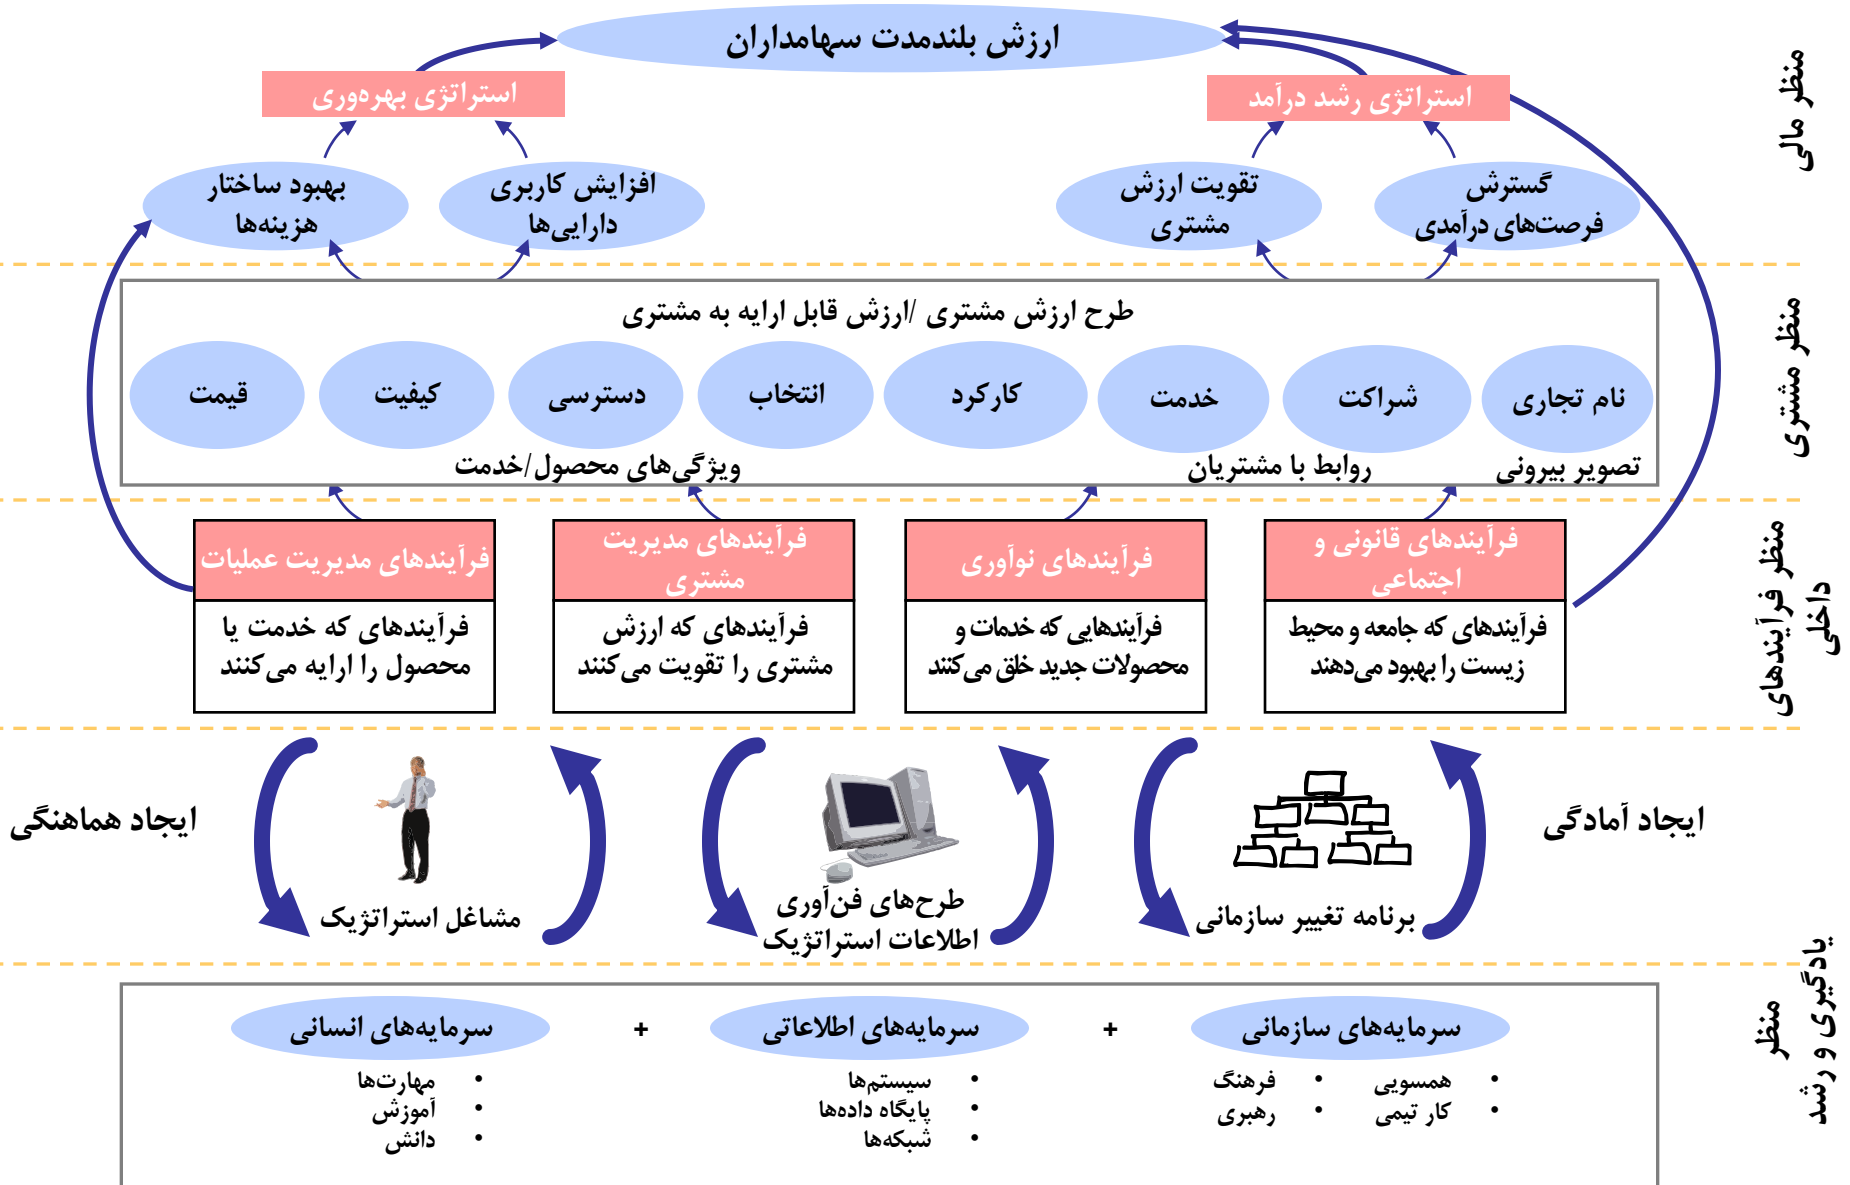 ارزش بلندمدت سهامداران
منظر مالی
استراتژی رشد درآمد
استراتژی بهره‌وری
گسترش
فرصت‌های درآمدی
تقویت ارزش
مشتری
افزایش کاربری
دارایی‌ها
بهبود ساختار
هزینه‌ها
منظر مشتری
طرح ارزش مشتری /ارزش قابل ارایه به مشتری
نام تجاری
شراکت
خدمت
کارکرد
انتخاب
دسترسی
کیفیت
قیمت
تصویر بیرونی
روابط با مشتریان
ویژگی‌های محصول/خدمت
منظر فرآیندهای
داخلی
فرآیندهای قانونی و
اجتماعی
فرآیندهای که جامعه و محیط
زیست را بهبود می‌دهند
فرآیندهای نوآوری
فرآیندهایی که خدمات و
محصولات جدید خلق می‌کنند
فرآیندهای مدیریت
مشتری
فرآیندهای که ارزش
مشتری را تقویت می‌کنند
فرآیندهای مدیریت عملیات
فرآیندهای که خدمت یا
محصول را ارایه می‌کنند
ایجاد آمادگی
برنامه تغییر سازمانی
طرح‌های فن‌آوری
اطلاعات استراتژیک
مشاغل استراتژیک
ایجاد هماهنگی
منظر
یادگیری و رشد
سرمایه‌های سازمانی
+
سرمایه‌های اطلاعاتی
+
سرمایه‌های انسانی
• همسویی
• کار تیمی
• فرهنگ
• رهبری
• سیستم‌ها
• پایگاه داده‌ها
• شبکه‌ها
• مهارت‌ها
• آموزش
• دانش